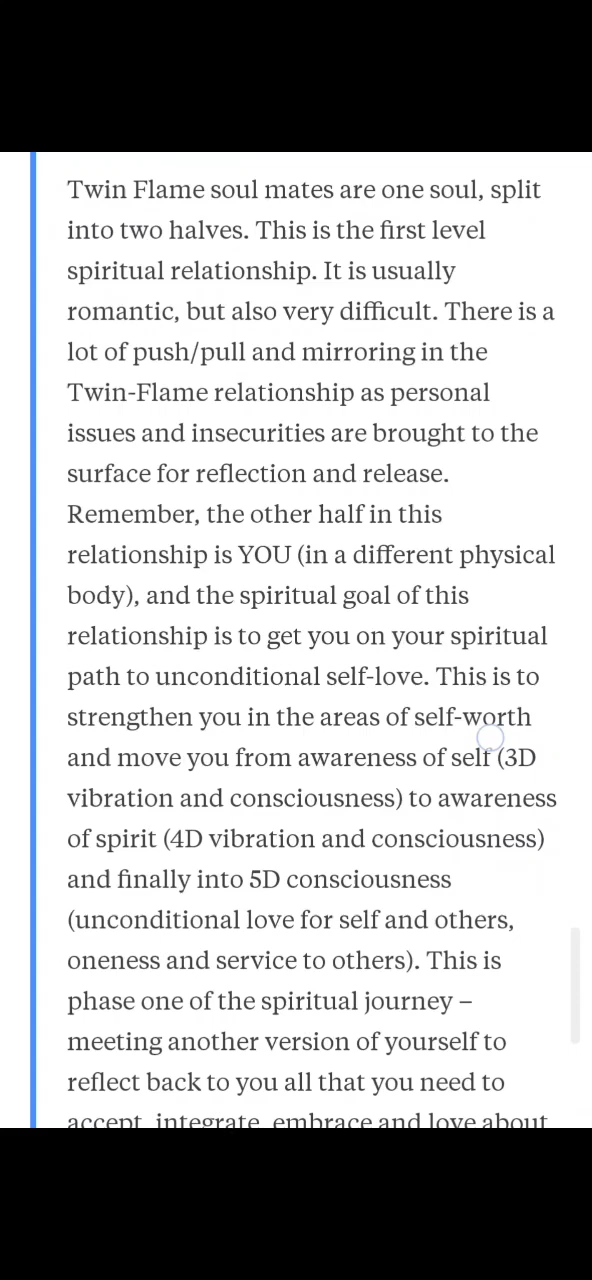 Twin Flame soul mates are one soul, split
into two halves. This is the first level
spiritual relationship. It is usually
romantic, but also very difficult. There is a
lot of push/pull and mirroring in the
Twin-Flame relationship as personal
issues and insecurities are brought to the
surface for reflection and release.
Remember, the other half in this
relationship is YOU (in a different physical
body), and the spiritual goal of this
relationship is to get you on your spiritual
path to unconditional self-love. This is to
strengthen you in the areas of self-worth
and move you from awareness of self (3D
vibration and consciousness) to awareness
of spirit (4D vibration and consciousness)
and finally into 5D consciousness
(unconditional love for self and others,
oneness and service to others). This is
phase one of the spiritual journey –
meeting another version of yourself to
reflect back to you all that you need to
accept, integrate, embrace and love about